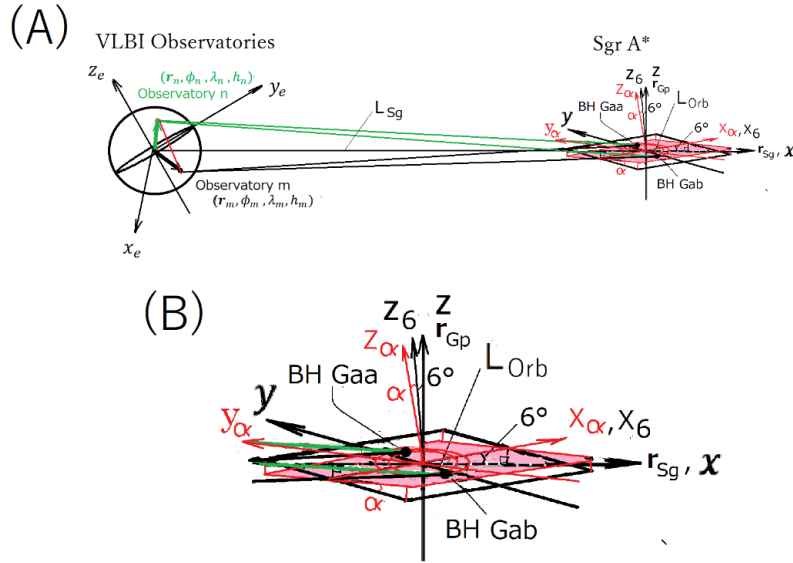 (A)
VLBI Observatories
Sgr A*
z_e
(r_n, ϕ_n, λ_n, h_n)
Observatory n
y_e
L_Sg
Observatory m
(r_m, ϕ_m, λ_m, h_m)
x_e
z_6 z
r_Gp
z_α
BH Gaa
α 6°
L_Orb
y
y_α
6°
x_α, x_6
r_Sg, x
α
BH Gab
(B)
z_6 z
r_Gp
z_α
BH Gaa
α 6°
L_Orb
y
y_α
6°
x_α, x_6
r_Sg, x
α
BH Gab